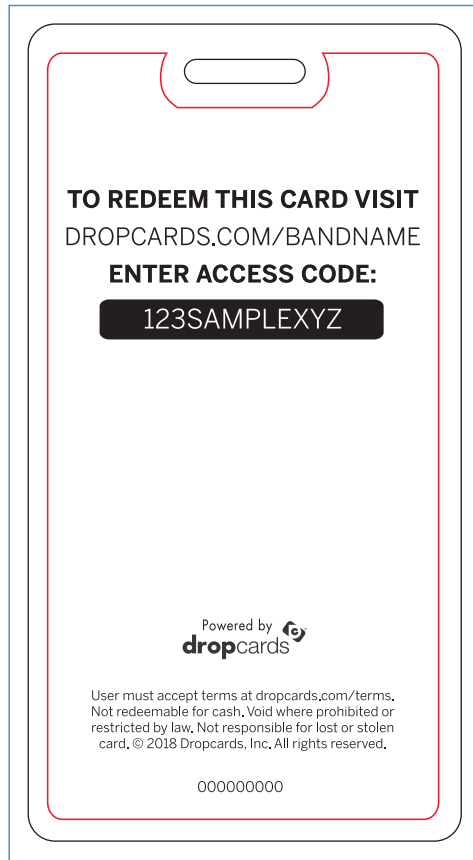 TO REDEEM THIS CARD VISIT
DROPCARDS.COM/BANDNAME
ENTER ACCESS CODE:
123SAMPLEXYZ
Powered by
dropcards™
User must accept terms at dropcards.com/terms.
Not redeemable for cash. Void where prohibited or
restricted by law. Not responsible for lost or stolen
card. © 2018 Dropcards, Inc. All rights reserved.
000000000